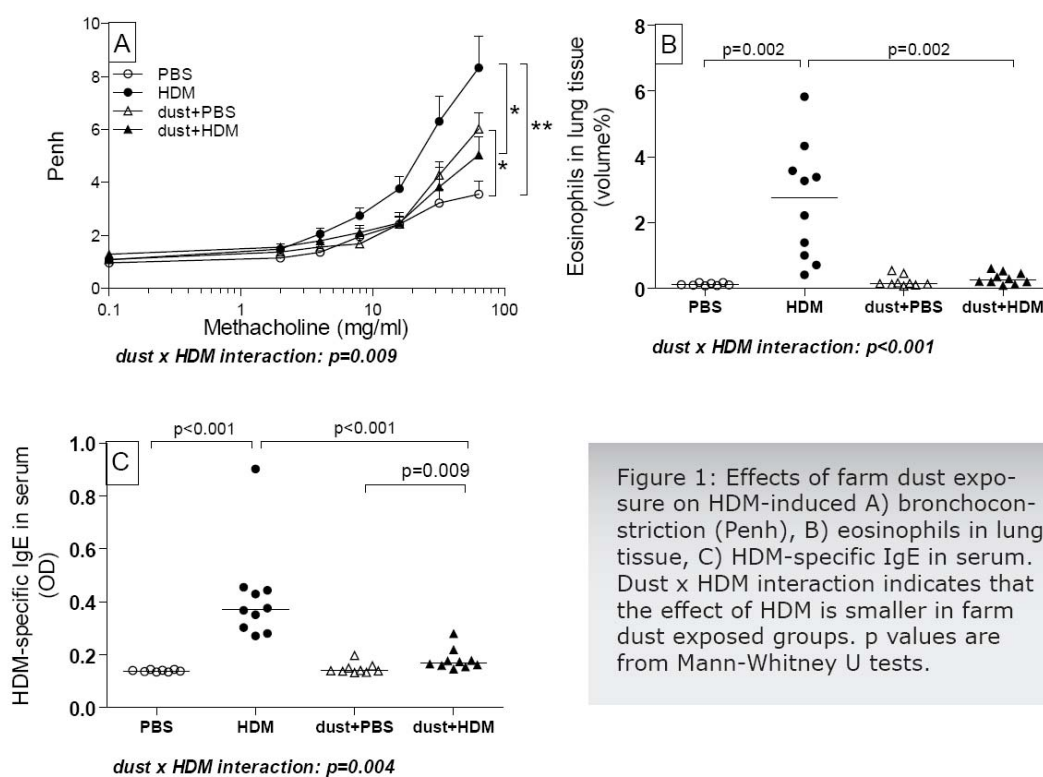 A
PBS
HDM
dust+PBS
dust+HDM
Penh
10
8
6
4
2
0
*
**
*
0.1 1 10 100
Methacholine (mg/ml)
dust x HDM interaction: p=0.009
B
Eosinophils in lung tissue
(volume%)
8
6
4
2
0
p=0.002 p=0.002
PBS HDM dust+PBS dust+HDM
dust x HDM interaction: p<0.001
C
HDM-specific IgE in serum
(OD)
1.0
0.8
0.6
0.4
0.2
0.0
p<0.001 p<0.001
p=0.009
PBS HDM dust+PBS dust+HDM
dust x HDM interaction: p=0.004
Figure 1: Effects of farm dust expo-
sure on HDM-induced A) bronchocon-
striction (Penh), B) eosinophils in lung
tissue, C) HDM-specific IgE in serum.
Dust x HDM interaction indicates that
the effect of HDM is smaller in farm
dust exposed groups. p values are
from Mann-Whitney U tests.